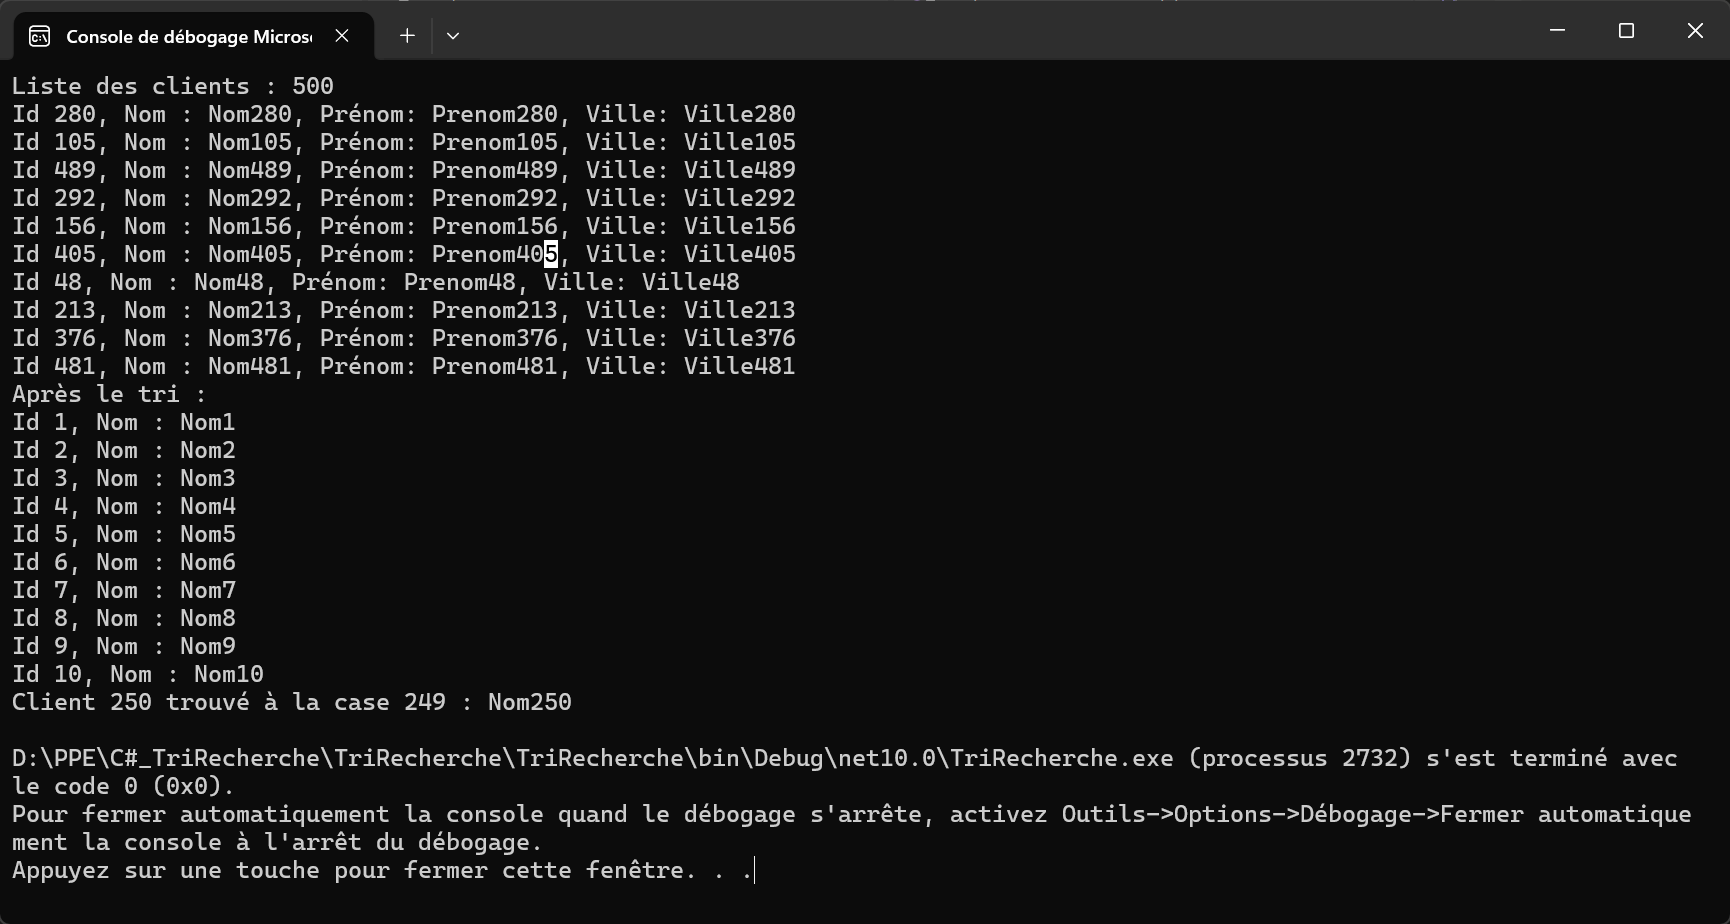 Console de débogage Micros
Liste des clients : 500
Id 280, Nom : Nom280, Prénom: Prenom280, Ville: Ville280
Id 105, Nom : Nom105, Prénom: Prenom105, Ville: Ville105
Id 489, Nom : Nom489, Prénom: Prenom489, Ville: Ville489
Id 292, Nom : Nom292, Prénom: Prenom292, Ville: Ville292
Id 156, Nom : Nom156, Prénom: Prenom156, Ville: Ville156
Id 405, Nom : Nom405, Prénom: Prenom405, Ville: Ville405
Id 48, Nom : Nom48, Prénom: Prenom48, Ville: Ville48
Id 213, Nom : Nom213, Prénom: Prenom213, Ville: Ville213
Id 376, Nom : Nom376, Prénom: Prenom376, Ville: Ville376
Id 481, Nom : Nom481, Prénom: Prenom481, Ville: Ville481
Après le tri :
Id 1, Nom : Nom1
Id 2, Nom : Nom2
Id 3, Nom : Nom3
Id 4, Nom : Nom4
Id 5, Nom : Nom5
Id 6, Nom : Nom6
Id 7, Nom : Nom7
Id 8, Nom : Nom8
Id 9, Nom : Nom9
Id 10, Nom : Nom10
Client 250 trouvé à la case 249 : Nom250
D:\PPE\C#_TriRecherche\TriRecherche\TriRecherche\bin\Debug\net10.0\TriRecherche.exe (processus 2732) s'est terminé avec
le code 0 (0x0).
Pour fermer automatiquement la console quand le débogage s'arrête, activez Outils->Options->Débogage->Fermer automatique
ment la console à l'arrêt du débogage.
Appuyez sur une touche pour fermer cette fenêtre. . .